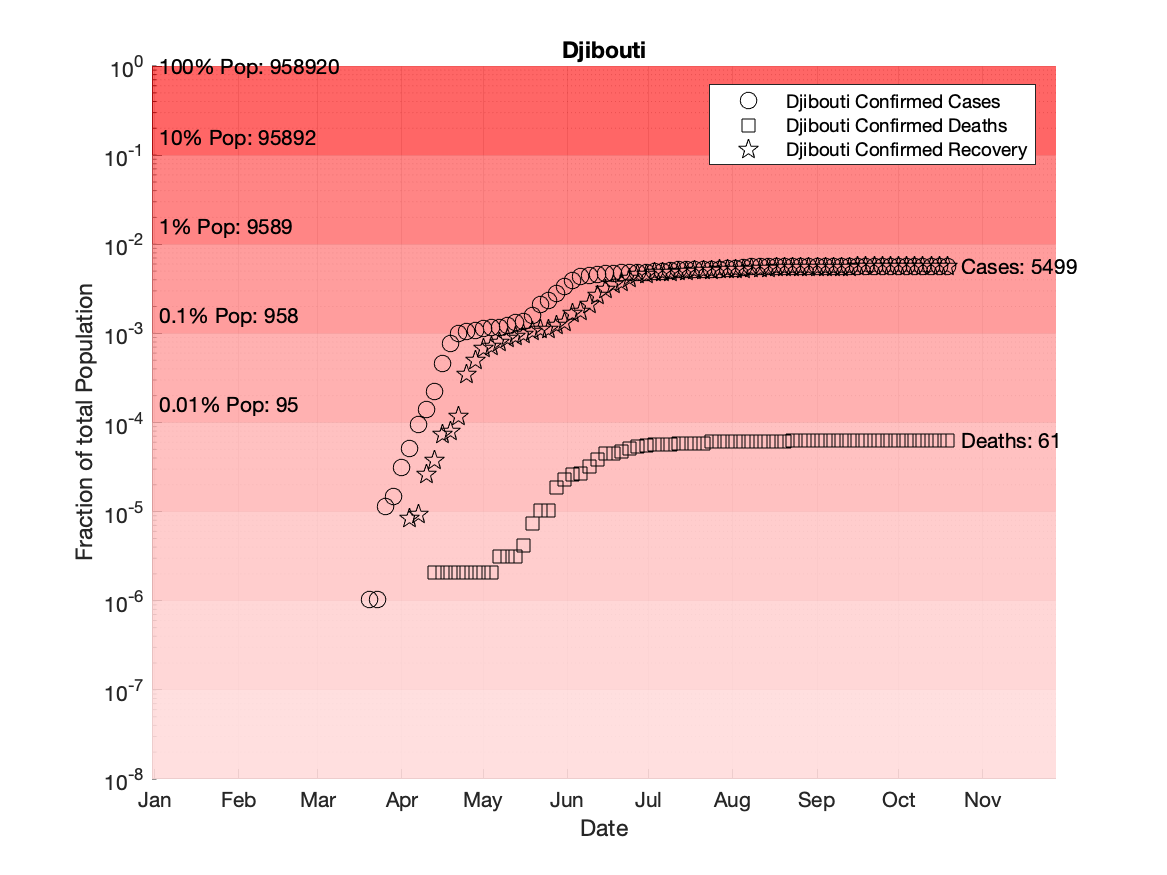 Djibouti
10^0
100% Pop: 958920
Djibouti Confirmed Cases
Djibouti Confirmed Deaths
Djibouti Confirmed Recovery
10% Pop: 95892
10^-1
1% Pop: 9589
10^-2
Cases: 5499
0.1% Pop: 958
10^-3
0.01% Pop: 95
10^-4
Deaths: 61
10^-5
10^-6
10^-7
10^-8
Fraction of total Population
Jan Feb Mar Apr May Jun Jul Aug Sep Oct Nov
Date